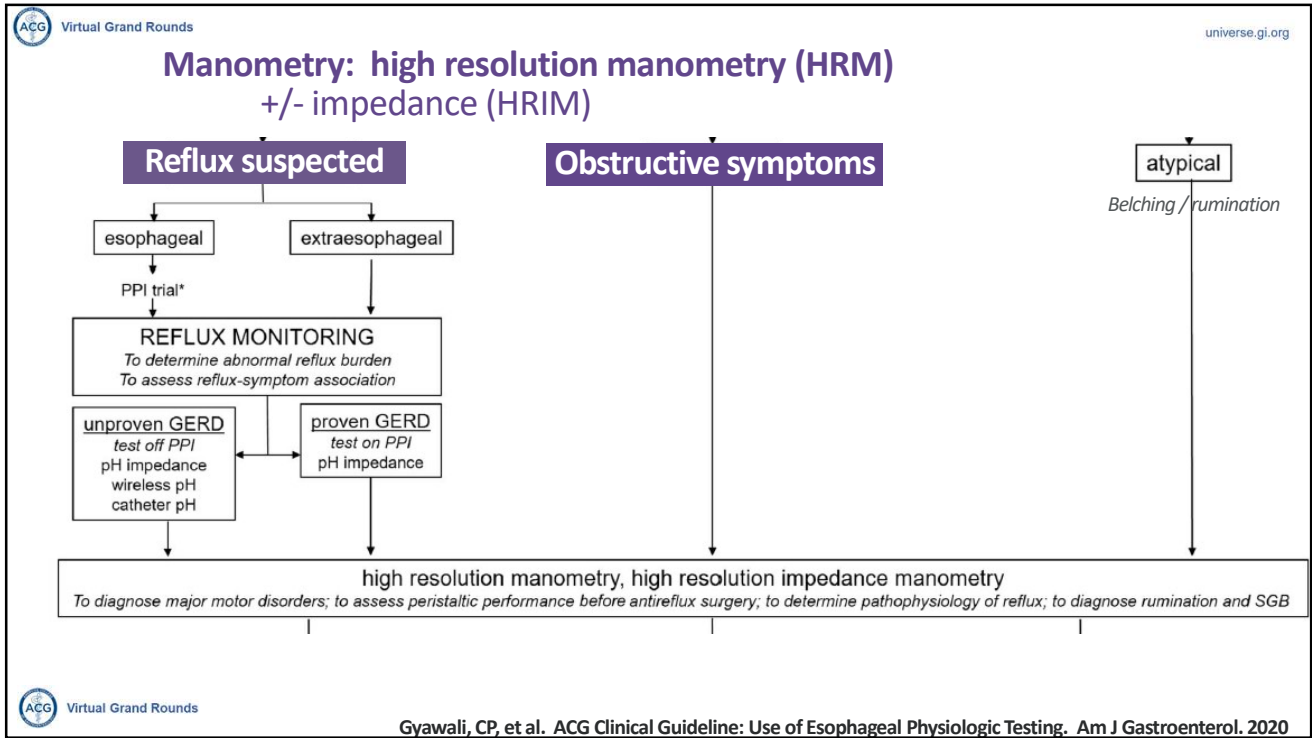 ACG Virtual Grand Rounds
universe.gi.org
Manometry: high resolution manometry (HRM)
+/- impedance (HRIM)
Reflux suspected
Obstructive symptoms
atypical
Belching / rumination
esophageal
extraesophageal
PPI trial*
REFLUX MONITORING
To determine abnormal reflux burden
To assess reflux-symptom association
unproven GERD
test off PPI
pH impedance
wireless pH
catheter pH
proven GERD
test on PPI
pH impedance
high resolution manometry, high resolution impedance manometry
To diagnose major motor disorders; to assess peristaltic performance before antireflux surgery; to determine pathophysiology of reflux; to diagnose rumination and SGB
ACG Virtual Grand Rounds
Gyawali, CP, et al. ACG Clinical Guideline: Use of Esophageal Physiologic Testing. Am J Gastroenterol. 2020